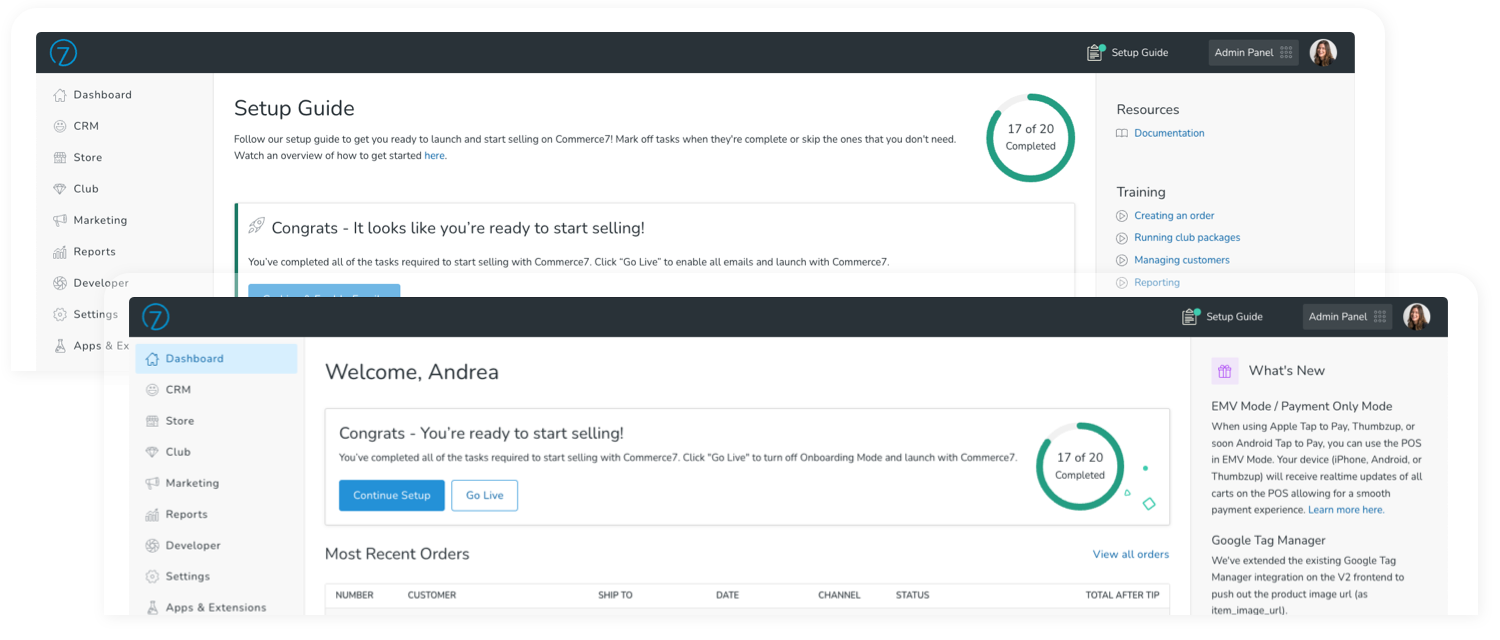 7
Setup Guide
Admin Panel
Dashboard
CRM
Store
Club
Marketing
Reports
Developer
Settings
Apps & Ex
Setup Guide
Follow our setup guide to get you ready to launch and start selling on Commerce7! Mark off tasks when they're complete or skip the ones that you don't need.
Watch an overview of how to get started here.
17 of 20
Completed
Congrats - It looks like you're ready to start selling!
You've completed all of the tasks required to start selling with Commerce7. Click "Go Live" to enable all emails and launch with Commerce7.
Resources
Documentation
Training
Creating an order
Running club packages
Managing customers
Reporting
7
Setup Guide
Admin Panel
Dashboard
CRM
Store
Club
Marketing
Reports
Developer
Settings
Apps & Extensions
Welcome, Andrea
Congrats - You're ready to start selling!
You've completed all of the tasks required to start selling with Commerce7. Click "Go Live" to turn off Onboarding Mode and launch with Commerce7.
Continue Setup
Go Live
17 of 20
Completed
Most Recent Orders
View all orders
NUMBER CUSTOMER SHIP TO DATE CHANNEL STATUS TOTAL AFTER TIP
What's New
EMV Mode / Payment Only Mode
When using Apple Tap to Pay, Thumbzup, or
soon Android Tap to Pay, you can use the POS
in EMV Mode. Your device (iPhone, Android, or
Thumbzup) will receive realtime updates of all
carts on the POS allowing for a smooth
payment experience. Learn more here.
Google Tag Manager
We've extended the existing Google Tag
Manager integration on the V2 frontend to
push out the product image url (as
item_image_url).